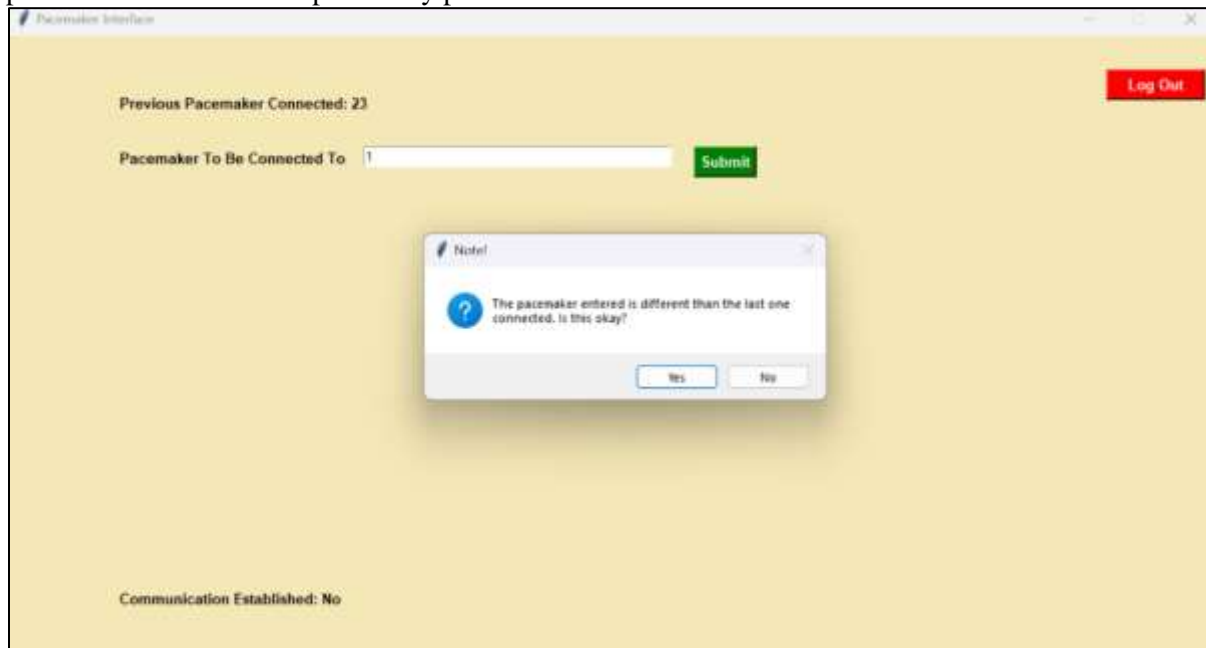 Pacemaker Interface
Log Out
Previous Pacemaker Connected: 23
Pacemaker To Be Connected To 1 Submit
Note!
The pacemaker entered is different than the last one
connected. Is this okay?
Yes No
Communication Established: No